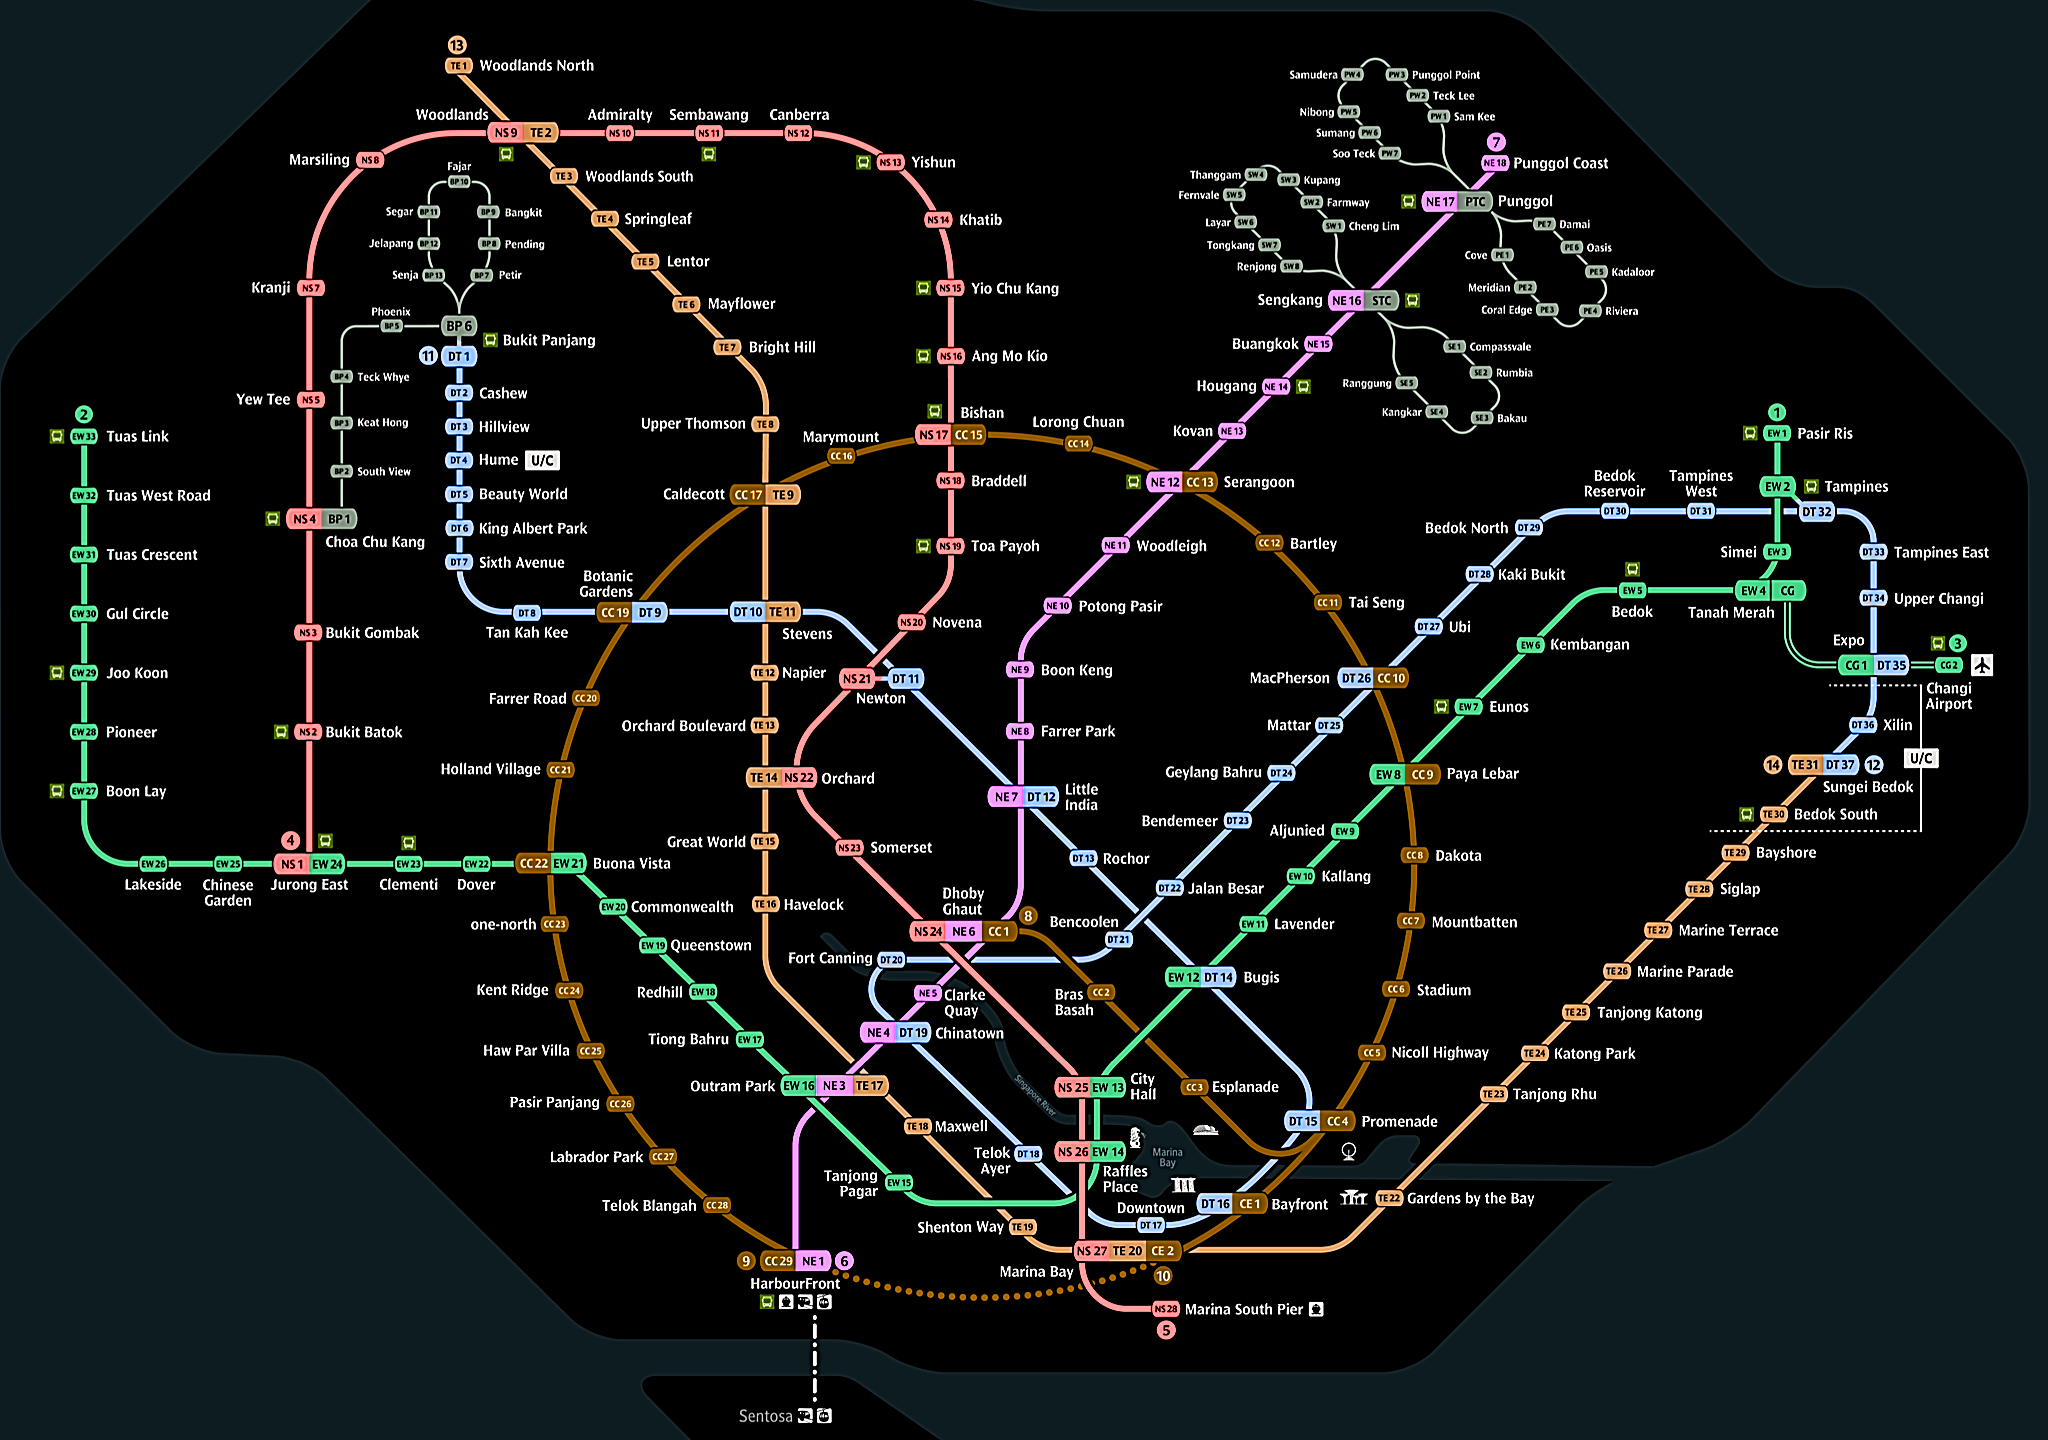 13
TE1 Woodlands North
Woodlands
NS9 TE2
Admiralty
NS10
Sembawang
NS11
Canberra
NS12
Marsiling NS8
NS13 Yishun
TE3 Woodlands South
NS14 Khatib
TE4 Springleaf
TE5 Lentor
TE6 Mayflower
TE7 Bright Hill
Upper Thomson TE8
Kranji NS7
NS15 Yio Chu Kang
NS16 Ang Mo Kio
Yew Tee NS5
Fajar
BP10
Segar BP11
BP9 Bangkit
Jelapang BP12
BP8 Pending
Senja BP13
BP7 Petir
Phoenix
BP5
BP6
Bukit Panjang
11 DT1
BP4 Teck Whye
BP3 Keat Hong
BP2 South View
NS4 BP1
Choa Chu Kang
DT2 Cashew
DT3 Hillview
DT4 Hume U/C
DT5 Beauty World
DT6 King Albert Park
DT7 Sixth Avenue
DT8
Tan Kah Kee
Botanic
Gardens
CC19 DT9
DT10 TE11
Stevens
Samudera PW4
PW3 Punggol Point
PW2 Teck Lee
Nibong PW5
PW1 Sam Kee
Sumang PW6
Soo Teck PW7
7
NE18 Punggol Coast
NE17 PTC Punggol
Thanggam SW4
SW3 Kupang
Fernvale SW5
SW2 Farmway
Layar SW6
SW1 Cheng Lim
Tongkang SW7
Renjong SW8
PE7 Damai
PE6 Oasis
Cove PE1
PE5 Kadaloor
Meridian PE2
Coral Edge PE3
PE4 Riviera
Sengkang NE16 STC
Buangkok NE15
SE1 Compassvale
SE2 Rumbia
Ranggung SE5
Kangkar SE4
SE3 Bakau
Hougang NE14
Kovan NE13
Bishan
NS17 CC15
Lorong Chuan
CC14
Marymount
CC16
Caldecott CC17 TE9
NS18 Braddell
NE12 CC13 Serangoon
NS19 Toa Payoh
NE11 Woodleigh
CC12 Bartley
NE10 Potong Pasir
CC11 Tai Seng
NS20 Novena
NE9 Boon Keng
NS21 DT11
Newton
MacPherson DT26 CC10
1
EW1 Pasir Ris
EW2 Tampines
DT32
Bedok
Reservoir
DT30
Tampines
West
DT31
Bedok North DT29
Simei EW3
DT33 Tampines East
DT28 Kaki Bukit
Bedok
EW5
EW4 CG
Tanah Merah
DT34 Upper Changi
DT27 Ubi
EW6 Kembangan
Expo
CG1 DT35
3
CG2
Changi
Airport
EW7 Eunos
DT36 Xilin
U/C
14 TE31 DT37 12
Sungei Bedok
TE30 Bedok South
TE29 Bayshore
TE28 Siglap
TE27 Marine Terrace
TE26 Marine Parade
TE25 Tanjong Katong
TE24 Katong Park
TE23 Tanjong Rhu
TE22 Gardens by the Bay
2
EW33 Tuas Link
EW32 Tuas West Road
EW31 Tuas Crescent
EW30 Gul Circle
EW29 Joo Koon
EW28 Pioneer
EW27 Boon Lay
EW26
Lakeside
EW25
Chinese
Garden
NS3 Bukit Gombak
NS2 Bukit Batok
4
NS1 EW24
Jurong East
EW23
Clementi
EW22
Dover
CC22 EW21 Buona Vista
Farrer Road CC20
Holland Village CC21
TE12 Napier
Orchard Boulevard TE13
TE14 NS22 Orchard
Great World TE15
NS23 Somerset
TE16 Havelock
NE8 Farrer Park
NE7 DT12 Little
India
DT13 Rochor
Mattar DT25
Geylang Bahru DT24
Bendemeer DT23
DT22 Jalan Besar
Bencoolen
DT21
EW8 CC9 Paya Lebar
Aljunied EW9
EW10 Kallang
EW11 Lavender
EW12 DT14 Bugis
CC8 Dakota
CC7 Mountbatten
CC6 Stadium
CC5 Nicoll Highway
Dhoby
Ghaut
NS24 NE6 CC1 8
EW20 Commonwealth
EW19 Queenstown
Redhill EW18
Tiong Bahru EW17
Outram Park EW16 NE3 TE17
Fort Canning DT20
NE5 Clarke
Quay
NE4 DT19 Chinatown
Bras
Basah
CC2
CC3 Esplanade
NS25 EW13 City
Hall
Singapore River
DT15 CC4 Promenade
NS26 EW14
Raffles
Place
Marina
Bay
TE18 Maxwell
Telok
Ayer
DT18
Tanjong
Pagar
EW15
Shenton Way TE19
Downtown
DT17
DT16 CE1 Bayfront
NS27 TE20 CE2
Marina Bay
10
NS28 Marina South Pier
5
one-north CC23
Kent Ridge CC24
Haw Par Villa CC25
Pasir Panjang CC26
Labrador Park CC27
Telok Blangah CC28
9 CC29 NE1 6
HarbourFront
Sentosa